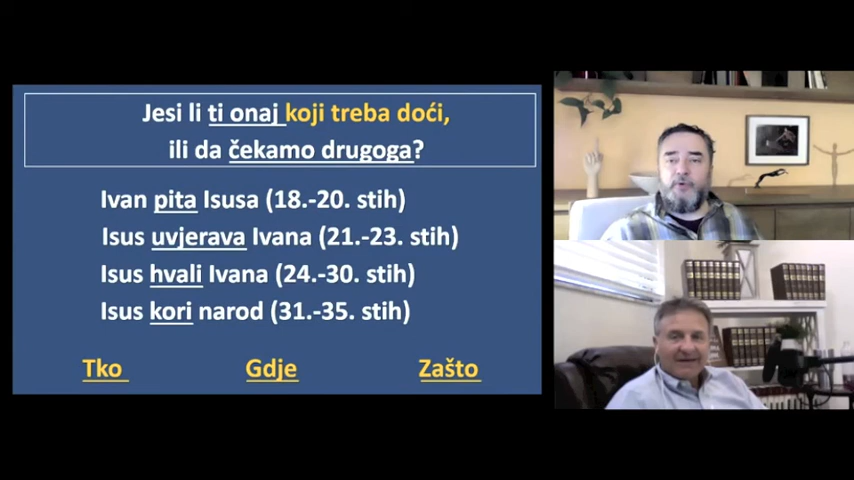 Jesi li ti onaj koji treba doći,
ili da čekamo drugoga?
Ivan pita Isusa (18.-20. stih)
Isus uvjerava Ivana (21.-23. stih)
Isus hvali Ivana (24.-30. stih)
Isus kori narod (31.-35. stih)
Tko Gdje Zašto